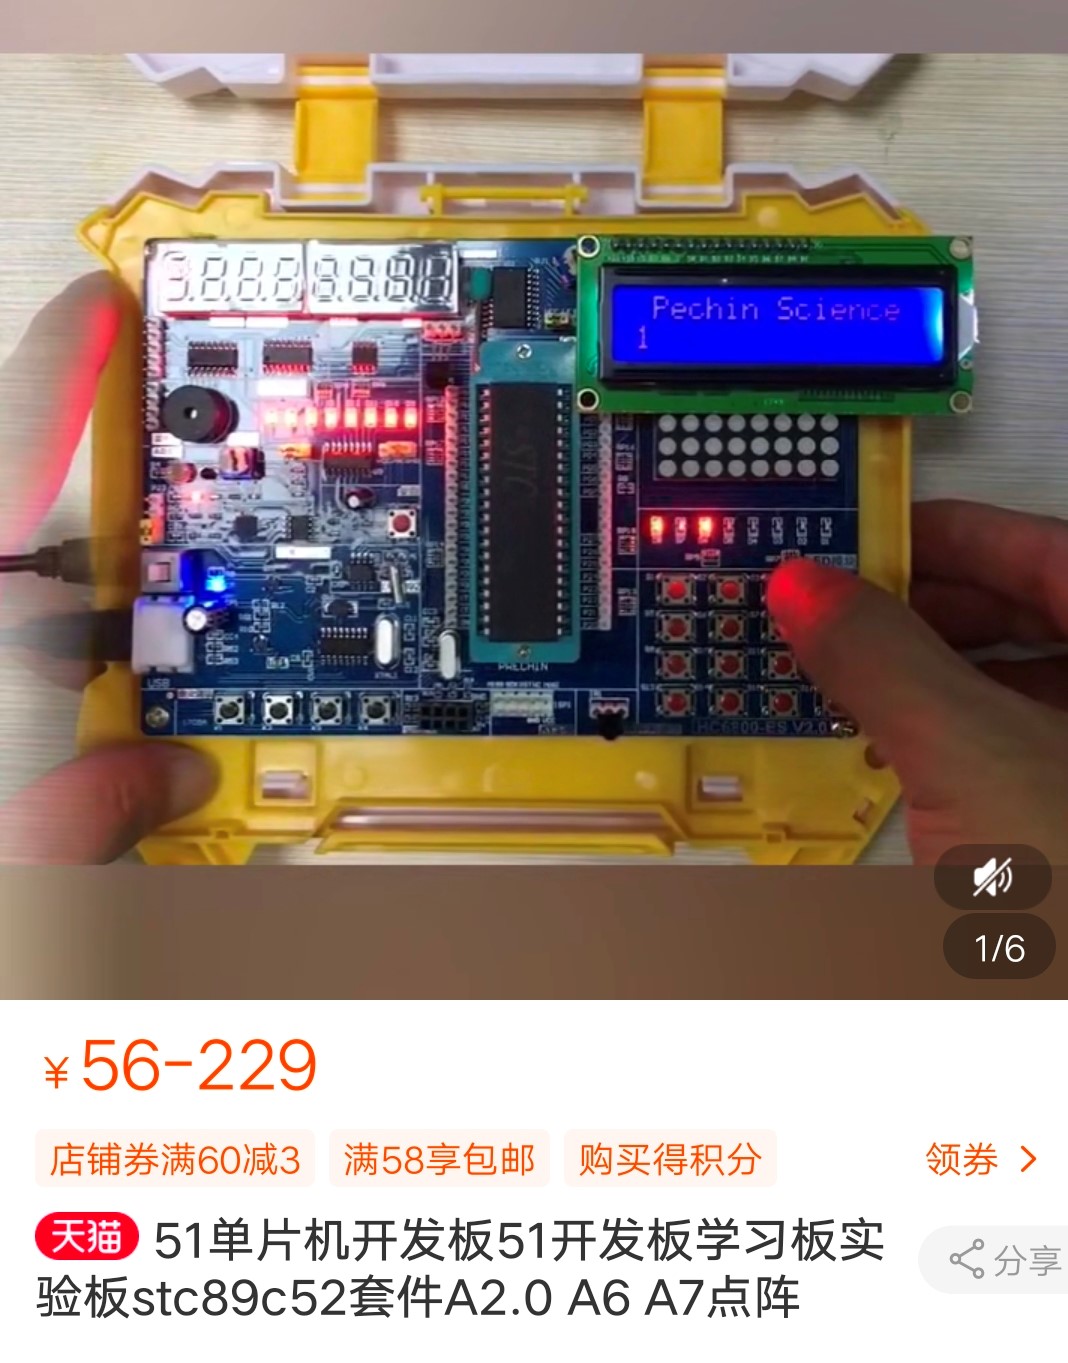 Pechin Science
1
STC
PRECHIN
USB
HC6800-ES V2.0
1/6
¥56-229
店铺券满60减3
满58享包邮
购买得积分
领券 >
天猫 51单片机开发板51开发板学习板实
验板stc89c52套件A2.0 A6 A7点阵
分享